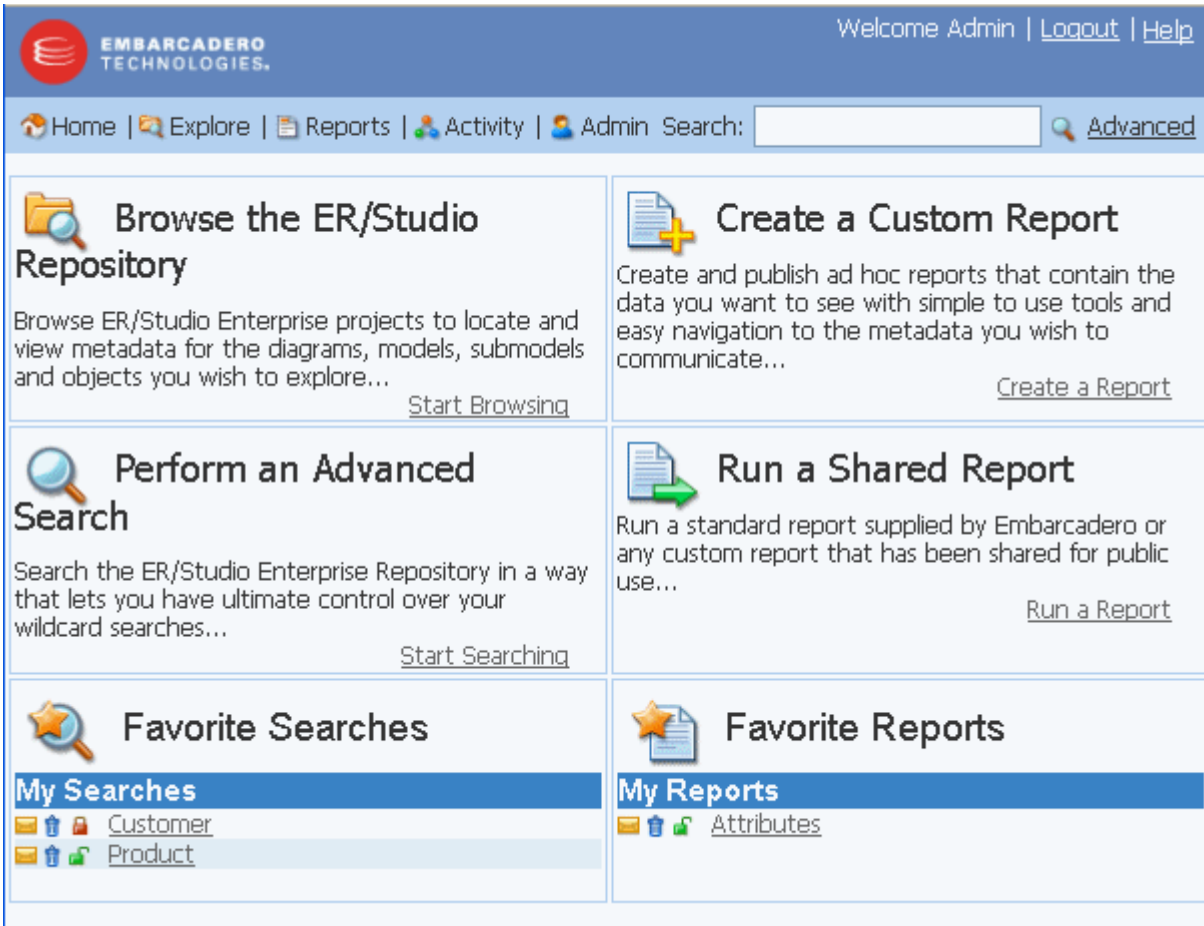 EMBARCADERO
TECHNOLOGIES.
Welcome Admin | Logout | Help
Home | Explore | Reports | Activity | Admin Search: Advanced
Browse the ER/Studio
Repository
Browse ER/Studio Enterprise projects to locate and
view metadata for the diagrams, models, submodels
and objects you wish to explore...
Start Browsing
Create a Custom Report
Create and publish ad hoc reports that contain the
data you want to see with simple to use tools and
easy navigation to the metadata you wish to
communicate...
Create a Report
Perform an Advanced
Search
Search the ER/Studio Enterprise Repository in a way
that lets you have ultimate control over your
wildcard searches...
Start Searching
Run a Shared Report
Run a standard report supplied by Embarcadero or
any custom report that has been shared for public
use...
Run a Report
Favorite Searches
My Searches
Customer
Product
Favorite Reports
My Reports
Attributes